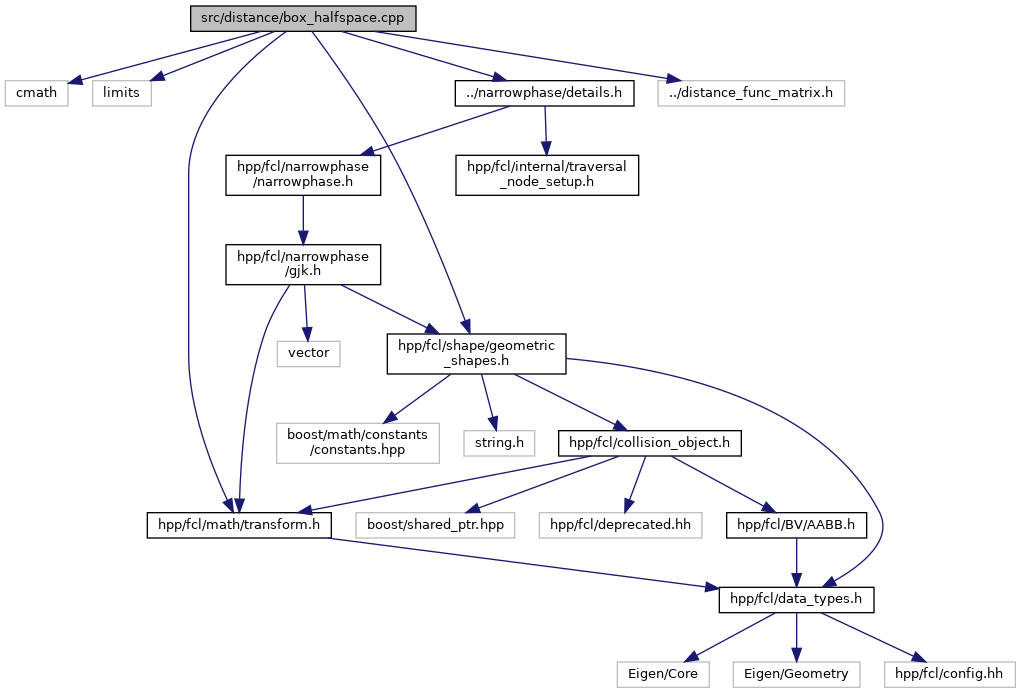 src/distance/box_halfspace.cpp
cmath
limits
../narrowphase/details.h
../distance_func_matrix.h
hpp/fcl/narrowphase
/narrowphase.h
hpp/fcl/internal/traversal
_node_setup.h
hpp/fcl/narrowphase
/gjk.h
vector
hpp/fcl/shape/geometric
_shapes.h
boost/math/constants
/constants.hpp
string.h
hpp/fcl/collision_object.h
hpp/fcl/math/transform.h
boost/shared_ptr.hpp
hpp/fcl/deprecated.hh
hpp/fcl/BV/AABB.h
hpp/fcl/data_types.h
Eigen/Core
Eigen/Geometry
hpp/fcl/config.hh